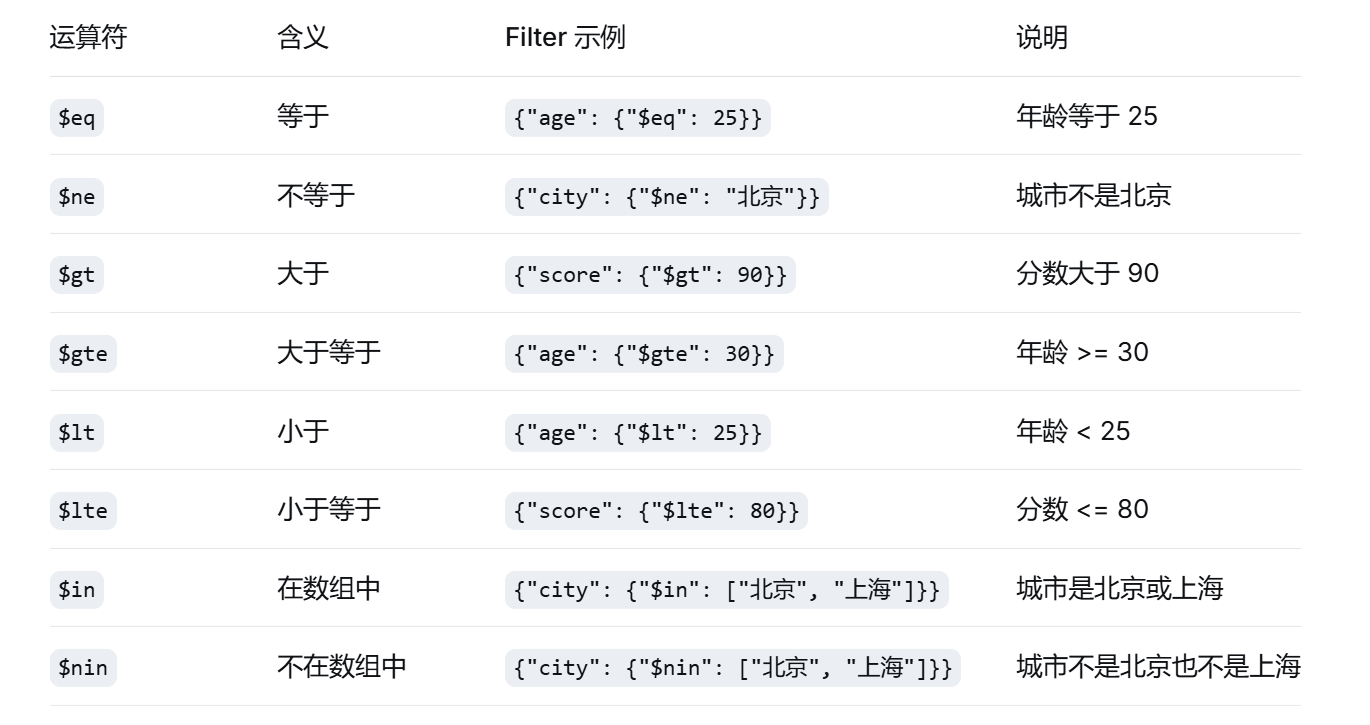 运算符 含义 Filter 示例 说明
$eq 等于 {"age": {"$eq": 25}} 年龄等于 25
$ne 不等于 {"city": {"$ne": "北京"}} 城市不是北京
$gt 大于 {"score": {"$gt": 90}} 分数大于 90
$gte 大于等于 {"age": {"$gte": 30}} 年龄 >= 30
$lt 小于 {"age": {"$lt": 25}} 年龄 < 25
$lte 小于等于 {"score": {"$lte": 80}} 分数 <= 80
$in 在数组中 {"city": {"$in": ["北京", "上海"]}} 城市是北京或上海
$nin 不在数组中 {"city": {"$nin": ["北京", "上海"]}} 城市不是北京也不是上海